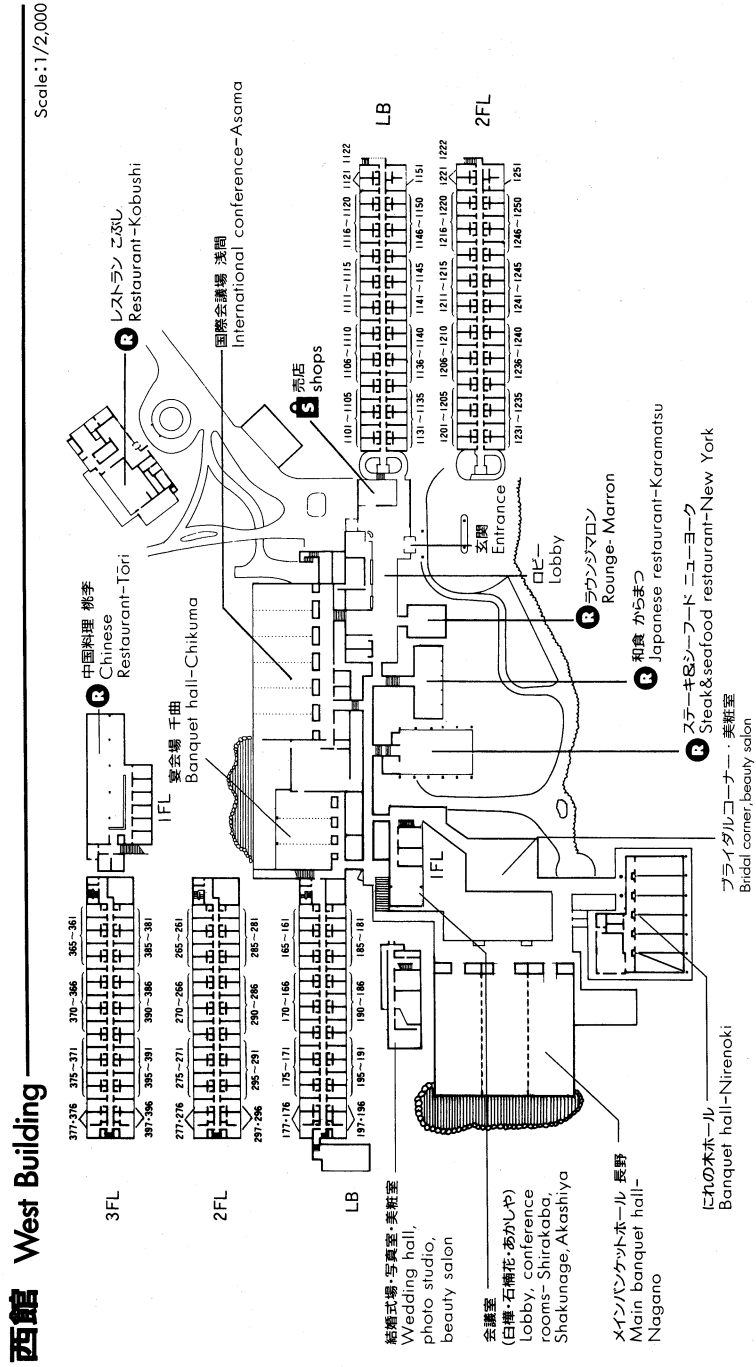 西館 West Building
Scale:1/2,000
レストラン こぶし
Restaurant-Kobushi
R
国際会議場 浅間
International conference-Asama
売店
shops
S
中国料理 桃李
Chinese
Restaurant-Tōri
R
宴会場 千曲
Banquet hall-Chikuma
1FL
LB
1121 1122
1116～1120
1111～1115
1106～1110
1101～1105
1151
1146～1150
1141～1145
1136～1140
1131～1135
2FL
1221 1222
1216～1220
1211～1215
1206～1210
1201～1205
1251
1246～1250
1241～1245
1236～1240
1231～1235
玄関
Entrance
ロビー
Lobby
R
ラウンジマロン
Rounge- Marron
R
和食 からまつ
Japanese restaurant-Karamatsu
R
ステーキ&シーフード ニューヨーク
Steak&seafood restaurant-New York
ブライダルコーナー・美粧室
Bridal corner,beauty salon
1FL
3FL
377・376
375～371
370～366
365～361
397・396
395～391
390～386
385～381
2FL
277・276
275～271
270～266
265～261
297・296
295～291
290～286
285～281
LB
177・176
175～171
170～166
165～161
197・196
195～191
190～186
185～181
結婚式場・写真室・美粧室
Wedding hall,
photo studio,
beauty salon
会議室
(白樺・石楠花・あかしや)
Lobby, conference
rooms- Shirakaba,
Shakunage,Akashiya
メインバンケットホール 長野
Main banquet hall-
Nagano
にれの木ホール
Banquet hall-Nirenoki